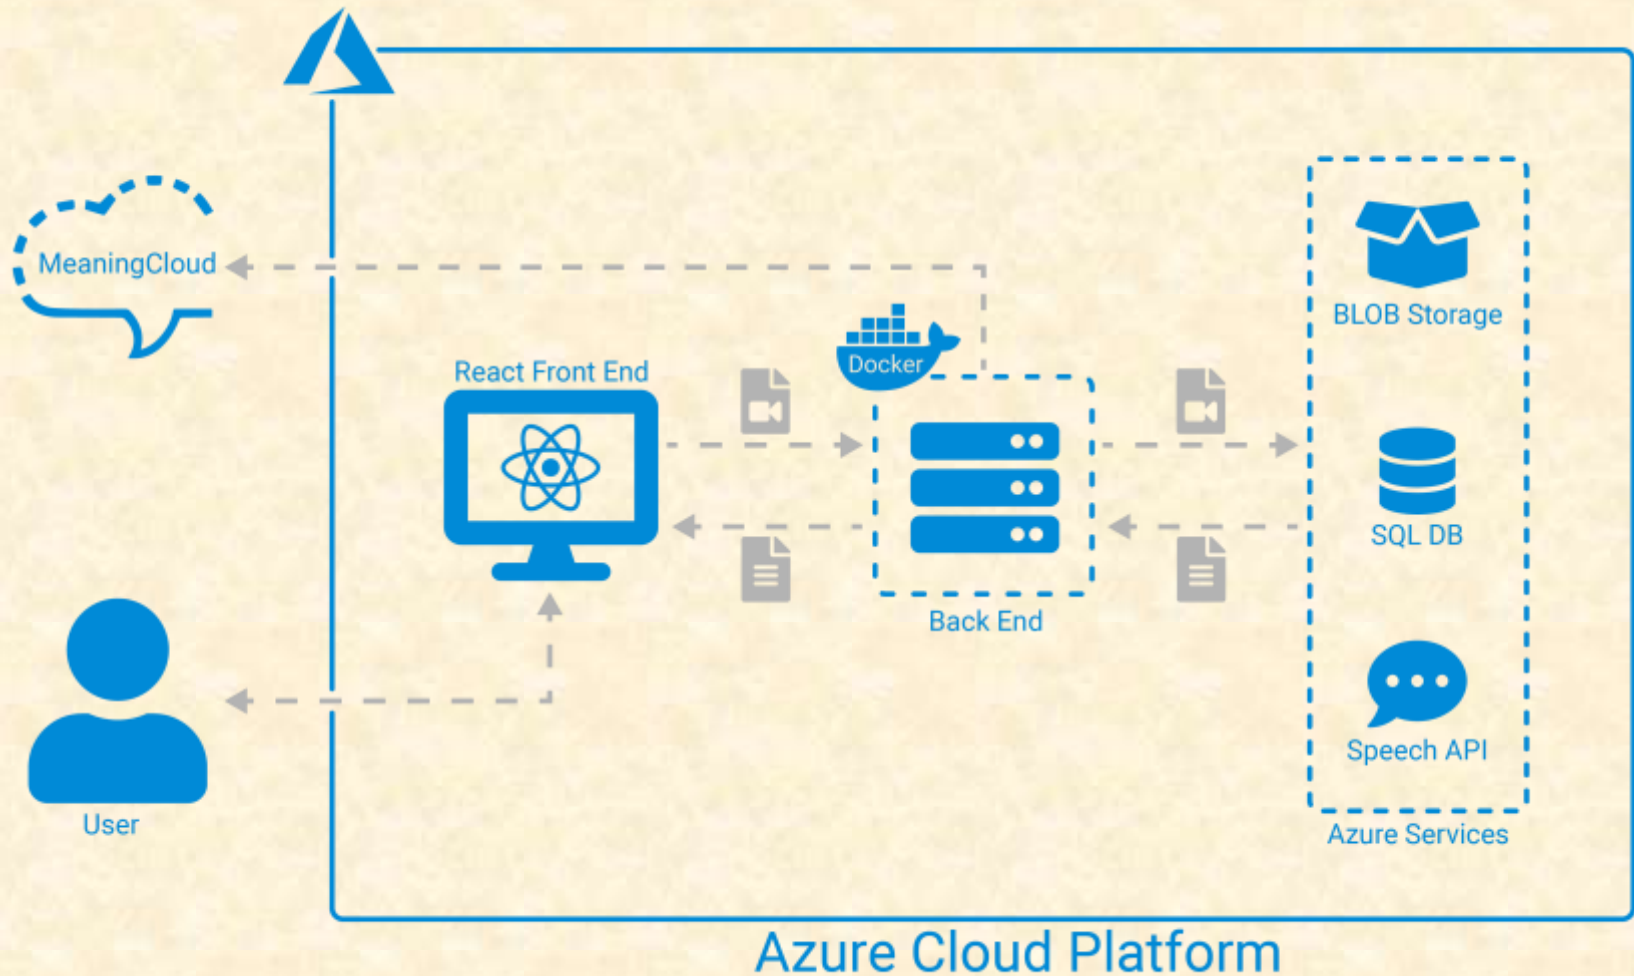 MeaningCloud
React Front End
Docker
Back End
BLOB Storage
SQL DB
Speech API
Azure Services
User
Azure Cloud Platform